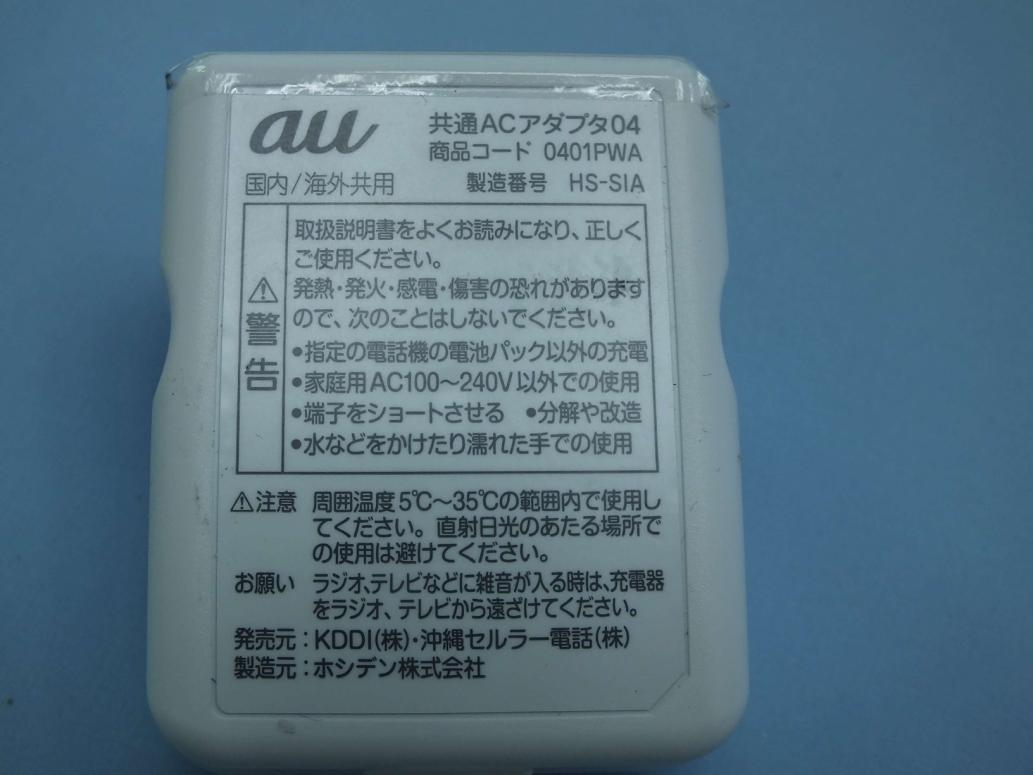 au
共通ACアダプタ04
商品コード 0401PWA
国内/海外共用
製造番号 HS-SIA
⚠警告
取扱説明書をよくお読みになり、正しく
ご使用ください。
発熱・発火・感電・傷害の恐れがあります
ので、次のことはしないでください。
●指定の電話機の電池パック以外の充電
●家庭用AC100〜240V以外での使用
●端子をショートさせる ●分解や改造
●水などをかけたり濡れた手での使用
⚠注意 周囲温度5℃〜35℃の範囲内で使用し
てください。直射日光のあたる場所で
の使用は避けてください。
お願い ラジオ、テレビなどに雑音が入る時は、充電器
をラジオ、テレビから遠ざけてください。
発売元：KDDI(株)・沖縄セルラー電話(株)
製造元：ホシデン株式会社